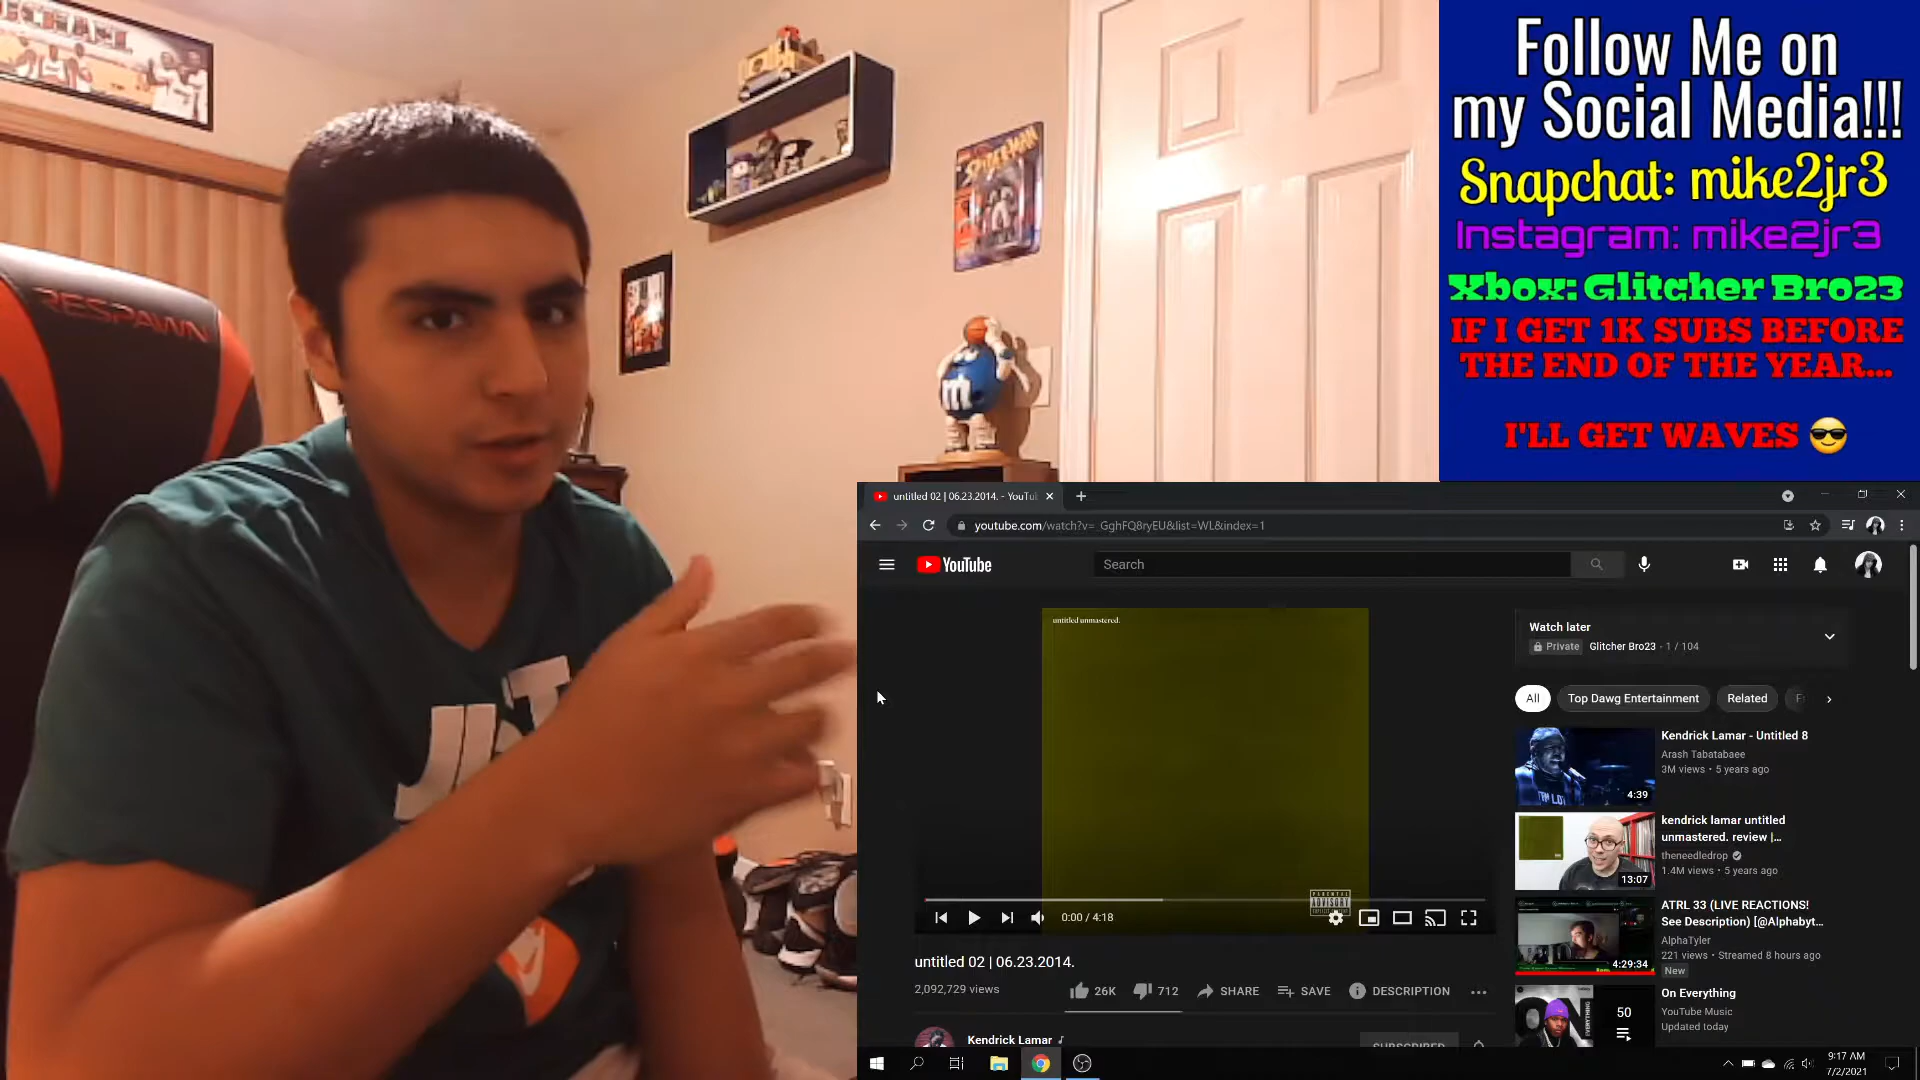 RESPAWN
Follow Me on
my Social Media!!!
Snapchat: mike2jr3
Instagram: mike2jr3
Xbox: Glitcher Bro23
IF I GET 1K SUBS BEFORE
THE END OF THE YEAR...
I'LL GET WAVES 😎
untitled 02 | 06.23.2014. - YouTu
youtube.com/watch?v=_GghFQ8ryEU&list=WL&index=1
YouTube
Search
untitled unmastered.
PARENTAL
ADVISORY
0:00 / 4:18
untitled 02 | 06.23.2014.
2,092,729 views
26K
712
SHARE
SAVE
DESCRIPTION
Kendrick Lamar
SUBSCRIBED
Watch later
Private Glitcher Bro23 - 1 / 104
All
Top Dawg Entertainment
Related
Kendrick Lamar - Untitled 8
Arash Tabatabaee
3M views • 5 years ago
4:39
kendrick lamar untitled
unmastered. review |...
theneedledrop
1.4M views • 5 years ago
13:07
ATRL 33 (LIVE REACTIONS!
See Description) [@Alphabyt...
AlphaTyler
221 views • Streamed 8 hours ago
New
4:29:34
On Everything
YouTube Music
Updated today
50
9:17 AM
7/2/2021